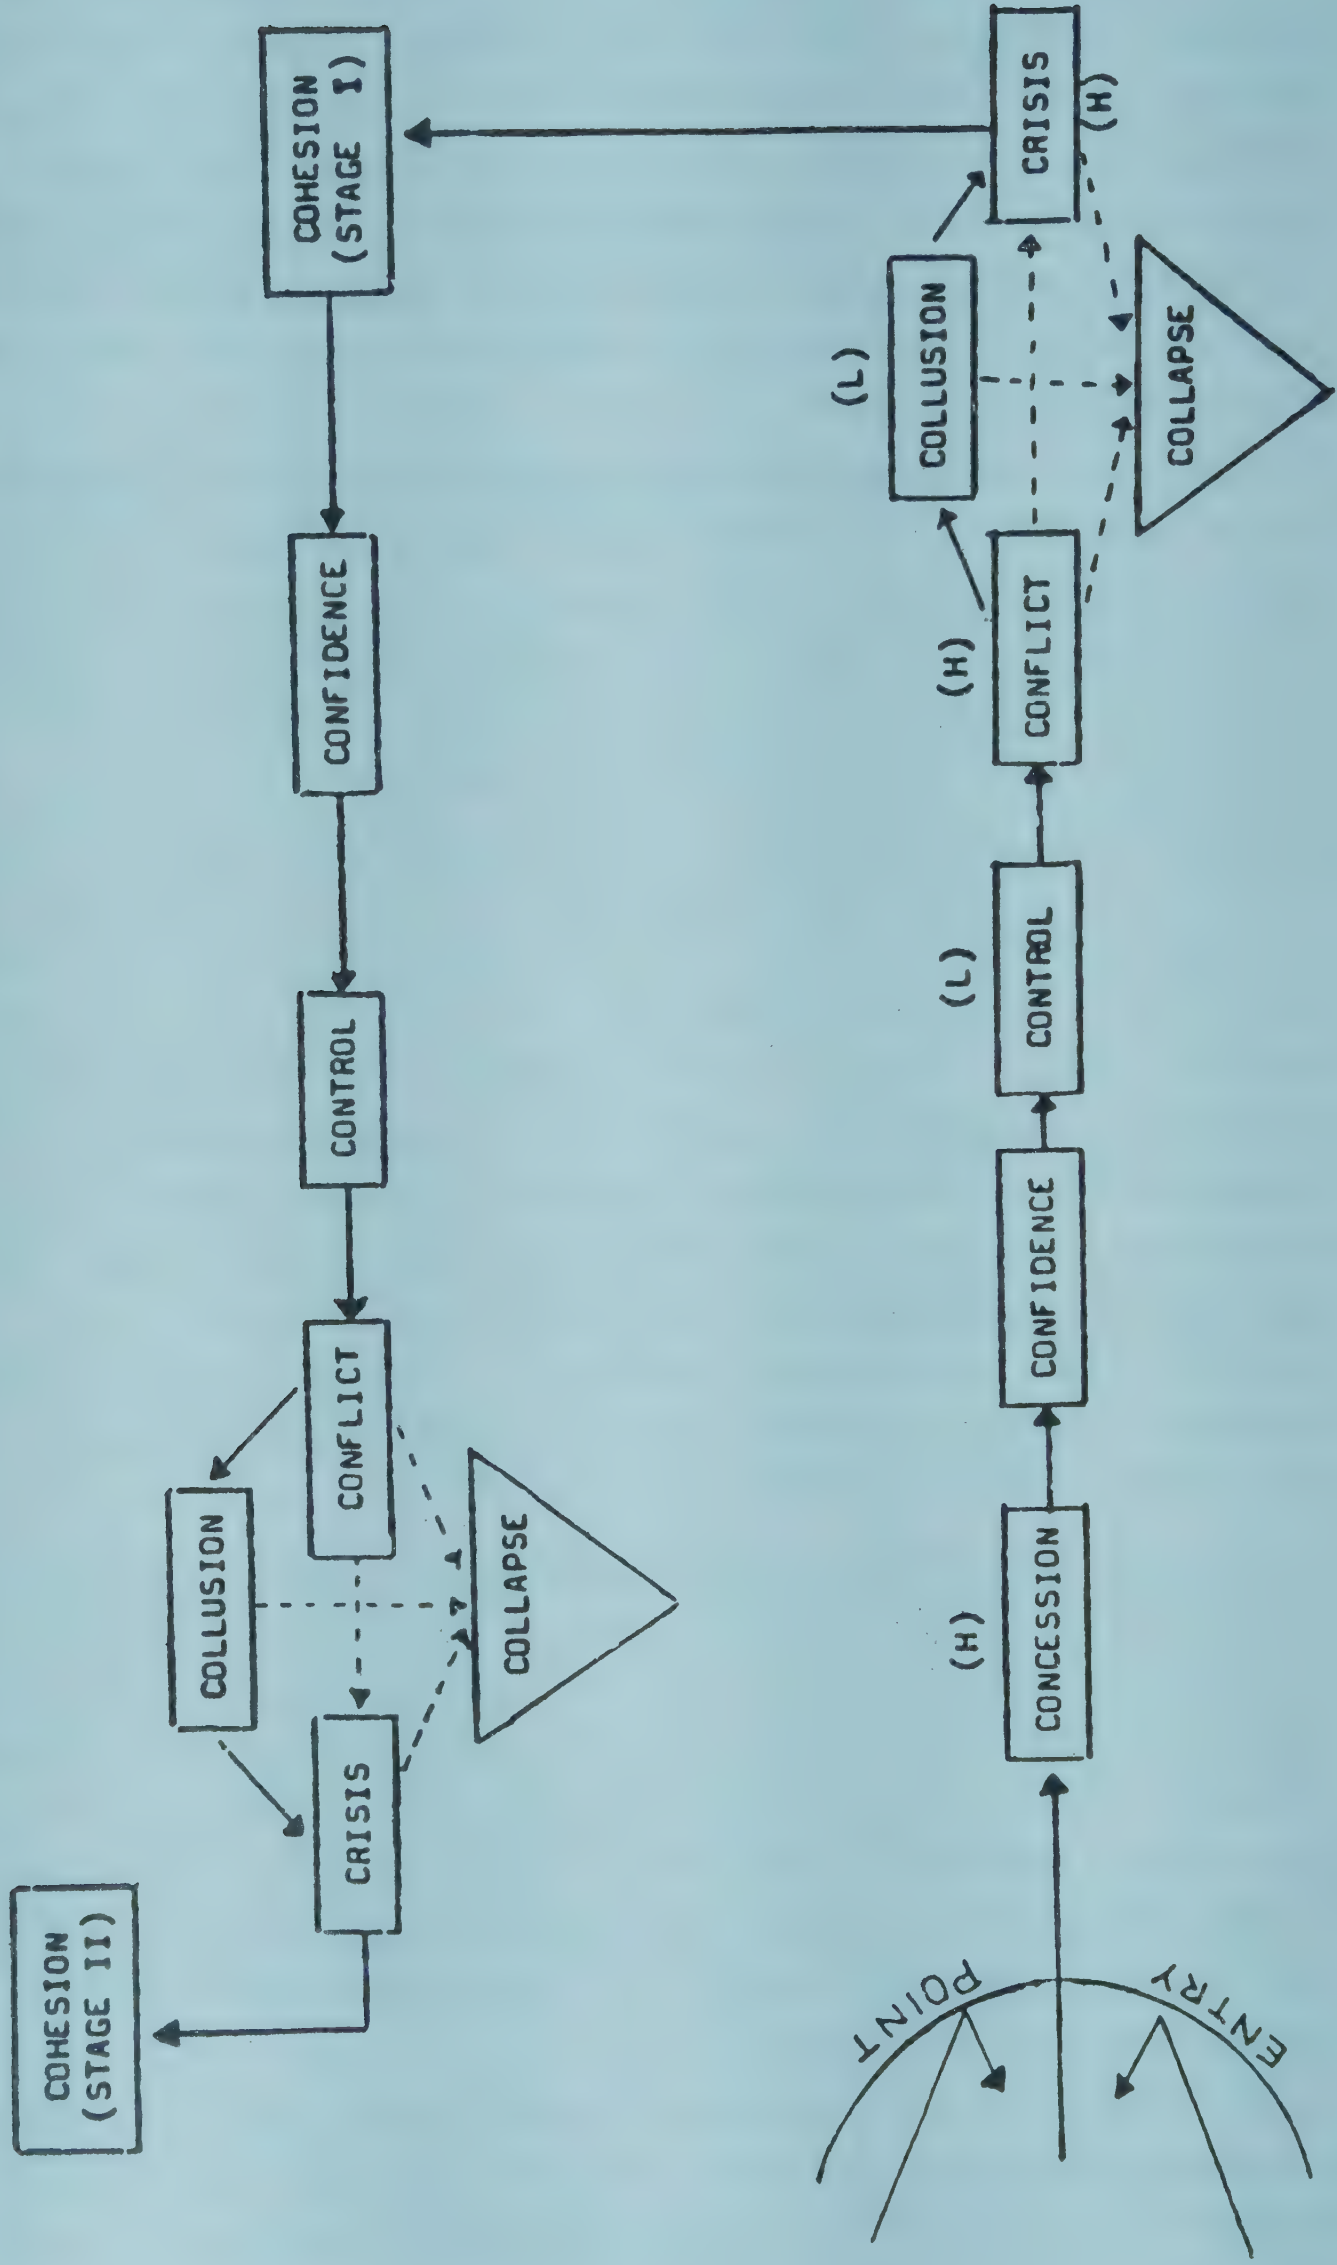 COHESION
(STAGE II)
COLLUSION
CRISIS
CONFLICT
COLLAPSE
CONTROL
CONFIDENCE
COHESION
(STAGE I)
POINT
ENTRY
(H)
CONCESSION
CONFIDENCE
(L)
CONTROL
(H)
CONFLICT
(L)
COLLUSION
COLLAPSE
CRISIS
(H)